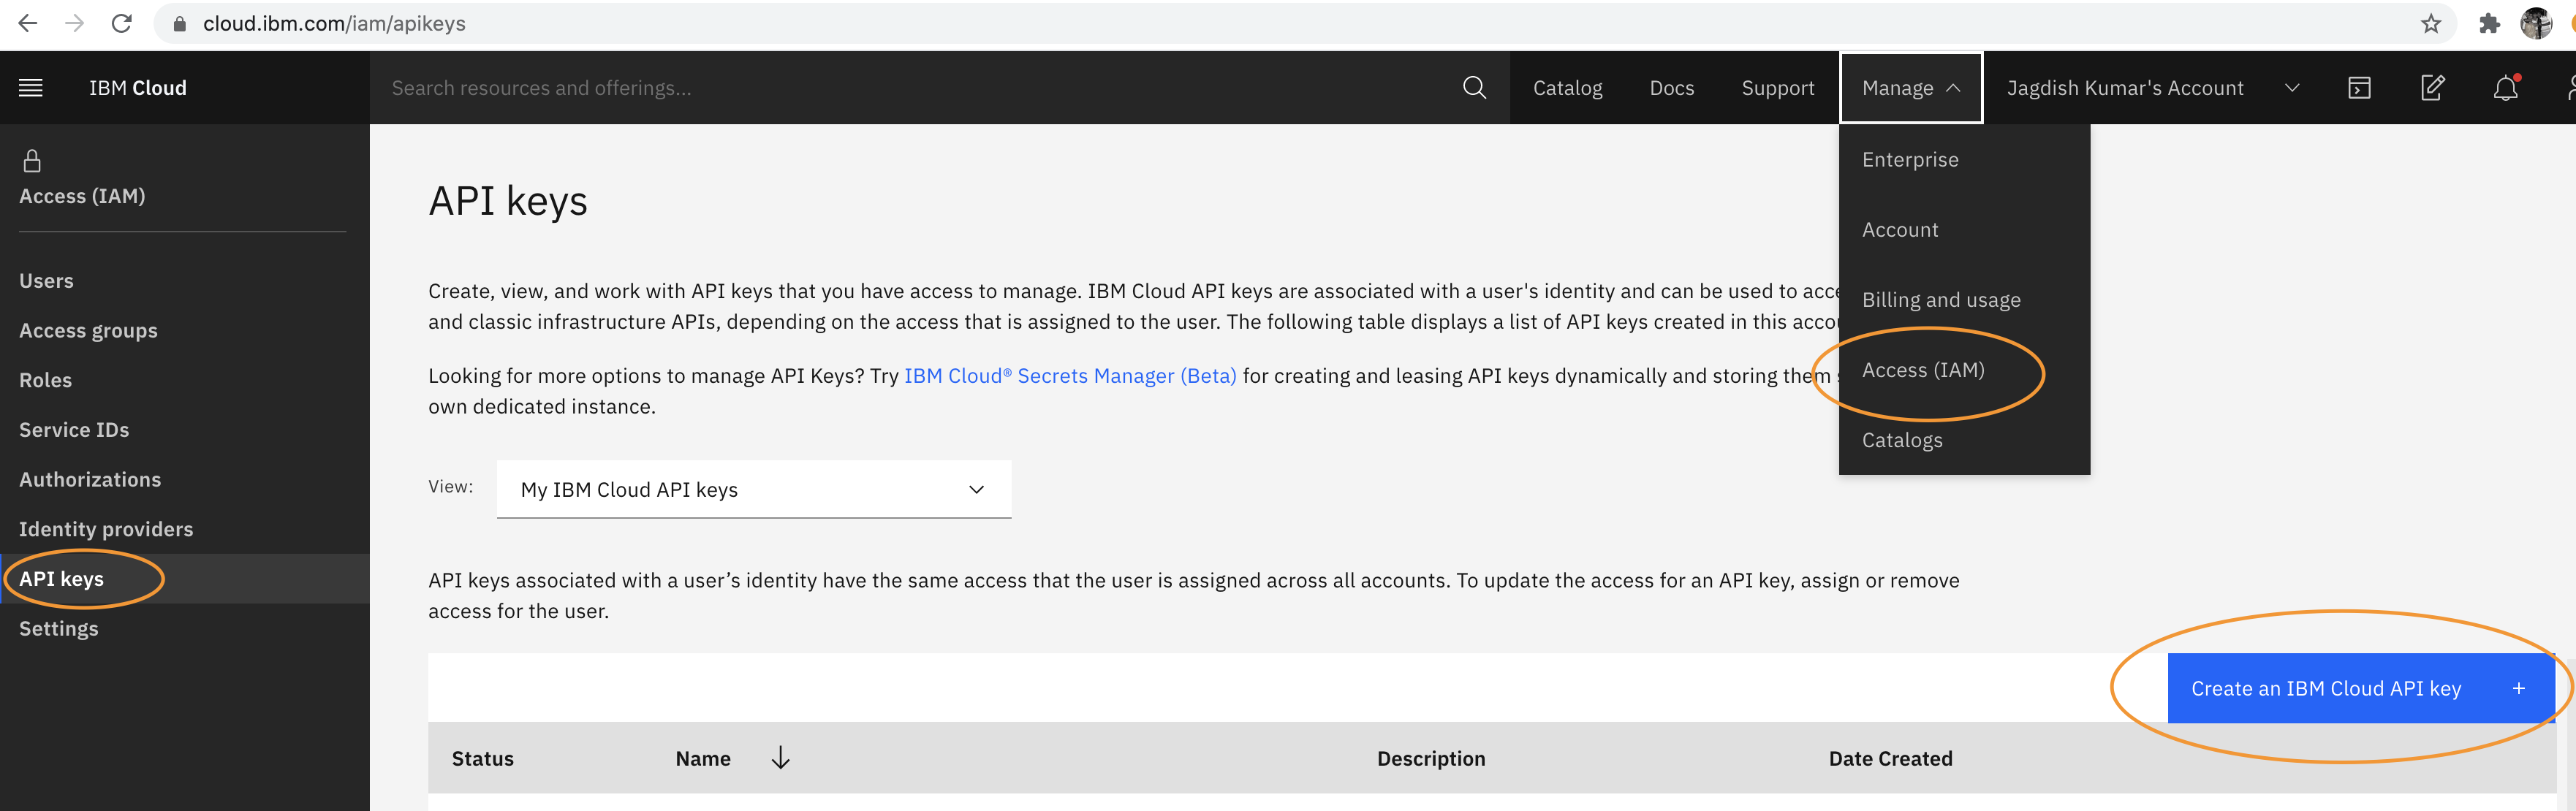 cloud.ibm.com/iam/apikeys
IBM Cloud
Search resources and offerings...
Catalog
Docs
Support
Manage
Jagdish Kumar's Account
Access (IAM)
Users
Access groups
Roles
Service IDs
Authorizations
Identity providers
API keys
Settings
Enterprise
Account
Billing and usage
Access (IAM)
Catalogs
API keys
Create, view, and work with API keys that you have access to manage. IBM Cloud API keys are associated with a user's identity and can be used to acce
and classic infrastructure APIs, depending on the access that is assigned to the user. The following table displays a list of API keys created in this accou
Looking for more options to manage API Keys? Try IBM Cloud® Secrets Manager (Beta) for creating and leasing API keys dynamically and storing them s
own dedicated instance.
View:
My IBM Cloud API keys
API keys associated with a user’s identity have the same access that the user is assigned across all accounts. To update the access for an API key, assign or remove
access for the user.
Create an IBM Cloud API key +
Status
Name
Description
Date Created